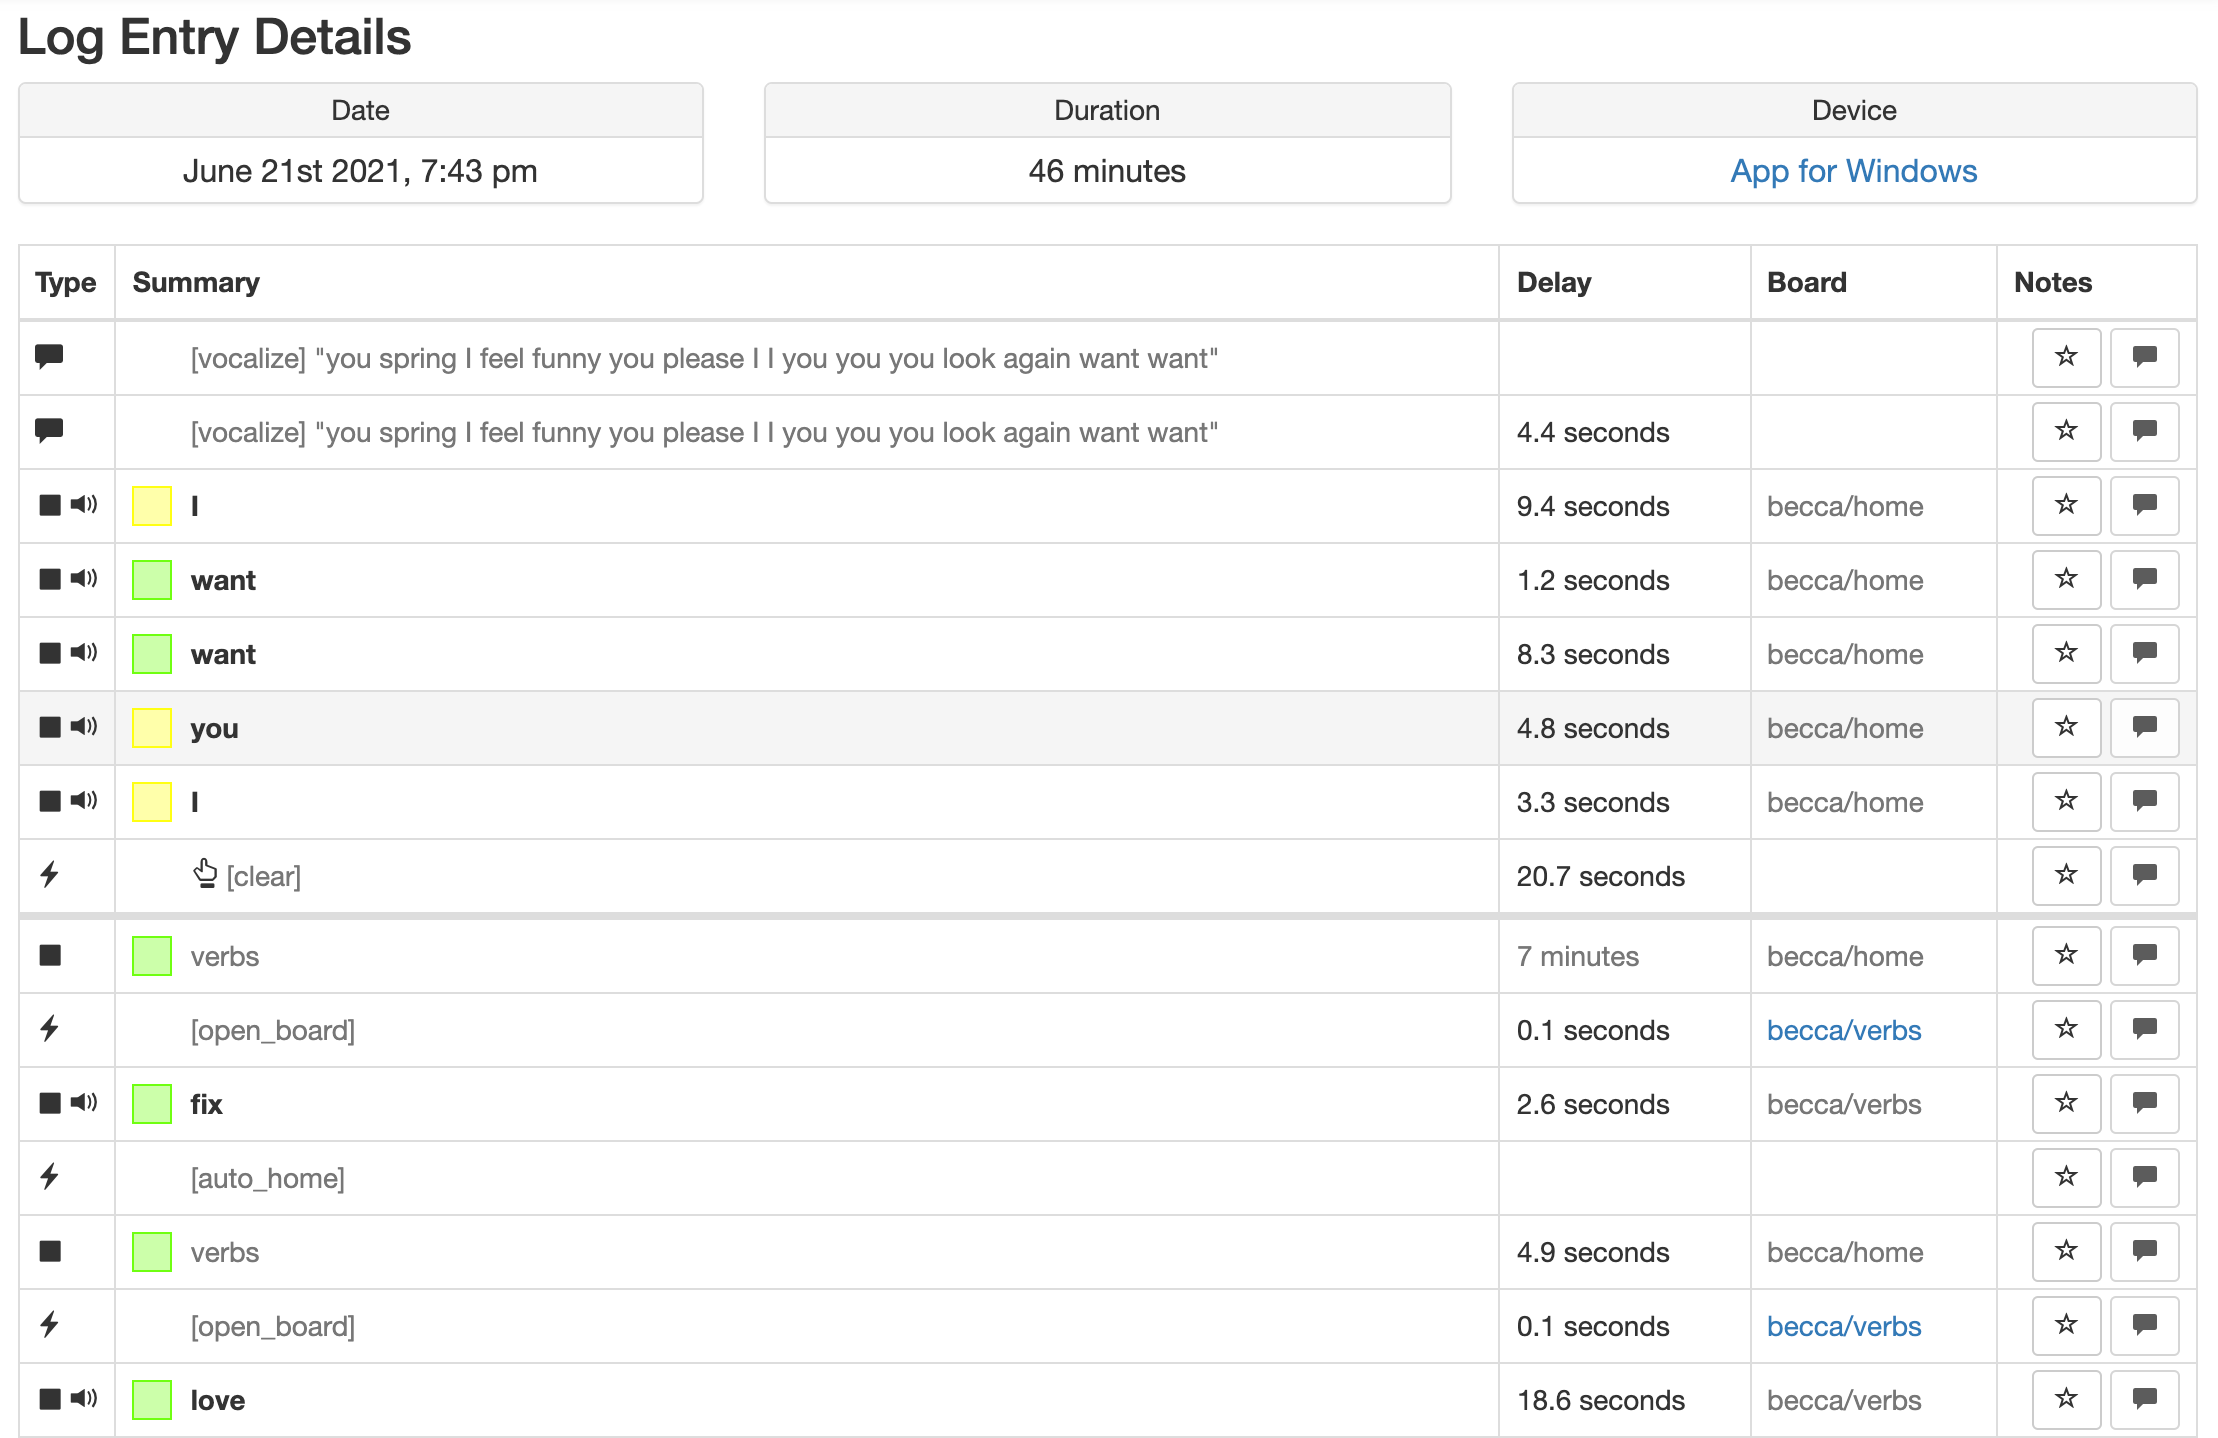 Log Entry Details
Date Duration Device
June 21st 2021, 7:43 pm 46 minutes App for Windows
Type Summary Delay Board Notes
[vocalize] "you spring I feel funny you please I I you you you look again want want"
[vocalize] "you spring I feel funny you please I I you you you look again want want" 4.4 seconds
I 9.4 seconds becca/home
want 1.2 seconds becca/home
want 8.3 seconds becca/home
you 4.8 seconds becca/home
I 3.3 seconds becca/home
[clear] 20.7 seconds
verbs 7 minutes becca/home
[open_board] 0.1 seconds becca/verbs
fix 2.6 seconds becca/verbs
[auto_home]
verbs 4.9 seconds becca/home
[open_board] 0.1 seconds becca/verbs
love 18.6 seconds becca/verbs